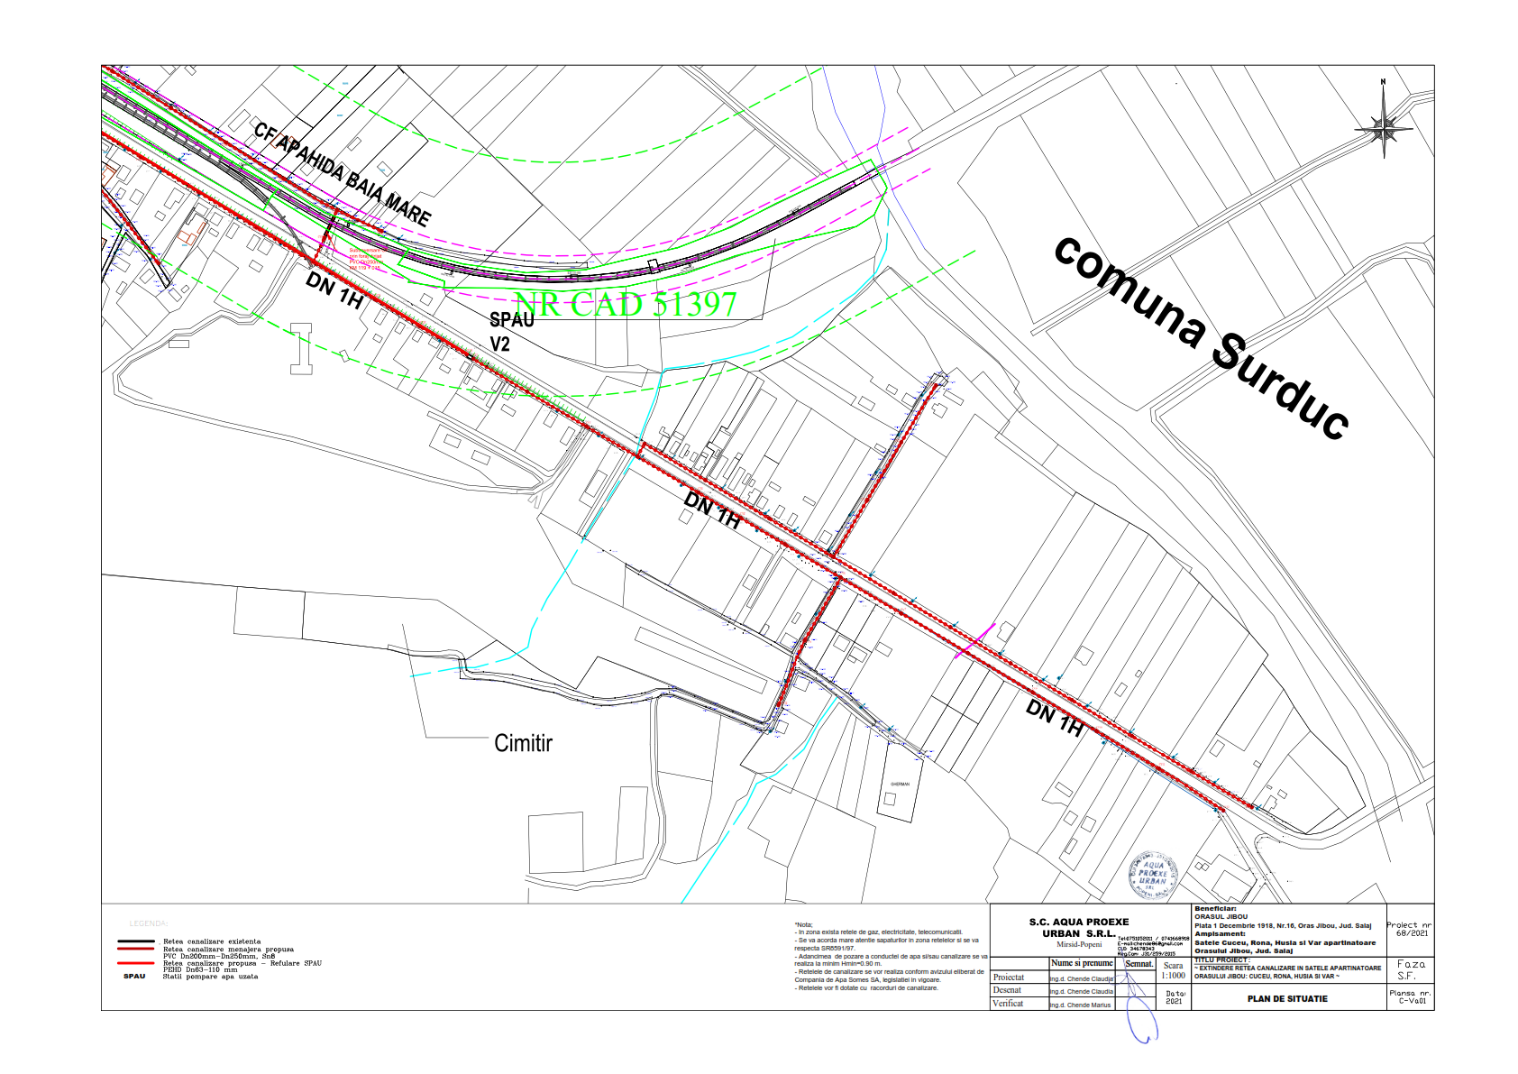 N
CF APAHIDA BAIA MARE
DN 1H
NR CAD 51397
SPAU
V2
comuna Surduc
DN 1H
DN 1H
Cimitir
AQUA
PROEXE
URBAN
LEGENDA:
Retea canalizare existenta
Retea canalizare menajera propusa
PVC Dn200mm-Dn250mm, Sn8
Retea canalizare propusa - Refulare SPAU
PEHD Dn63-110 mm
SPAU Statii pompare apa uzata
*Nota;
- In zona exista retele de gaz, electricitate, telecomunicatii.
- Se va acorda mare atentie sapaturilor in zona retelelor si se va
respecta SR8591/97.
- Adancimea de pozare a conductei de apa si/sau canalizare se va
realiza la minim Hmin=0.90 m.
- Retelele de canalizare se vor realiza conform avizului eliberat de
Compania de Apa Somes SA, legislatiei in vigoare.
- Retelele vor fi dotate cu racorduri de canalizare.
S.C. AQUA PROEXE
URBAN S.R.L.
Mirsid-Popeni
Nume si prenume
Semnat.
Scara
1:1000
Proiectat
ing.d. Chende Claudia
Desenat
ing.d. Chende Claudia
Verificat
ing.d. Chende Marius
Data:
2021
Beneficiar:
ORASUL JIBOU
Piata 1 Decembrie 1918, Nr.16, Oras Jibou, Jud. Salaj
Ampisament:
Satele Cuceu, Rona, Husia si Var apartinatoare
Orasului Jibou, Jud. Salaj
TITLU PROIECT:
~ EXTINDERE RETEA CANALIZARE IN SATELE APARTINATOARE
ORASULUI JIBOU: CUCEU, RONA, HUSIA SI VAR ~
PLAN DE SITUATIE
Proiect nr
68/2021
Faza
S.F.
Plansa nr.
C-Va01